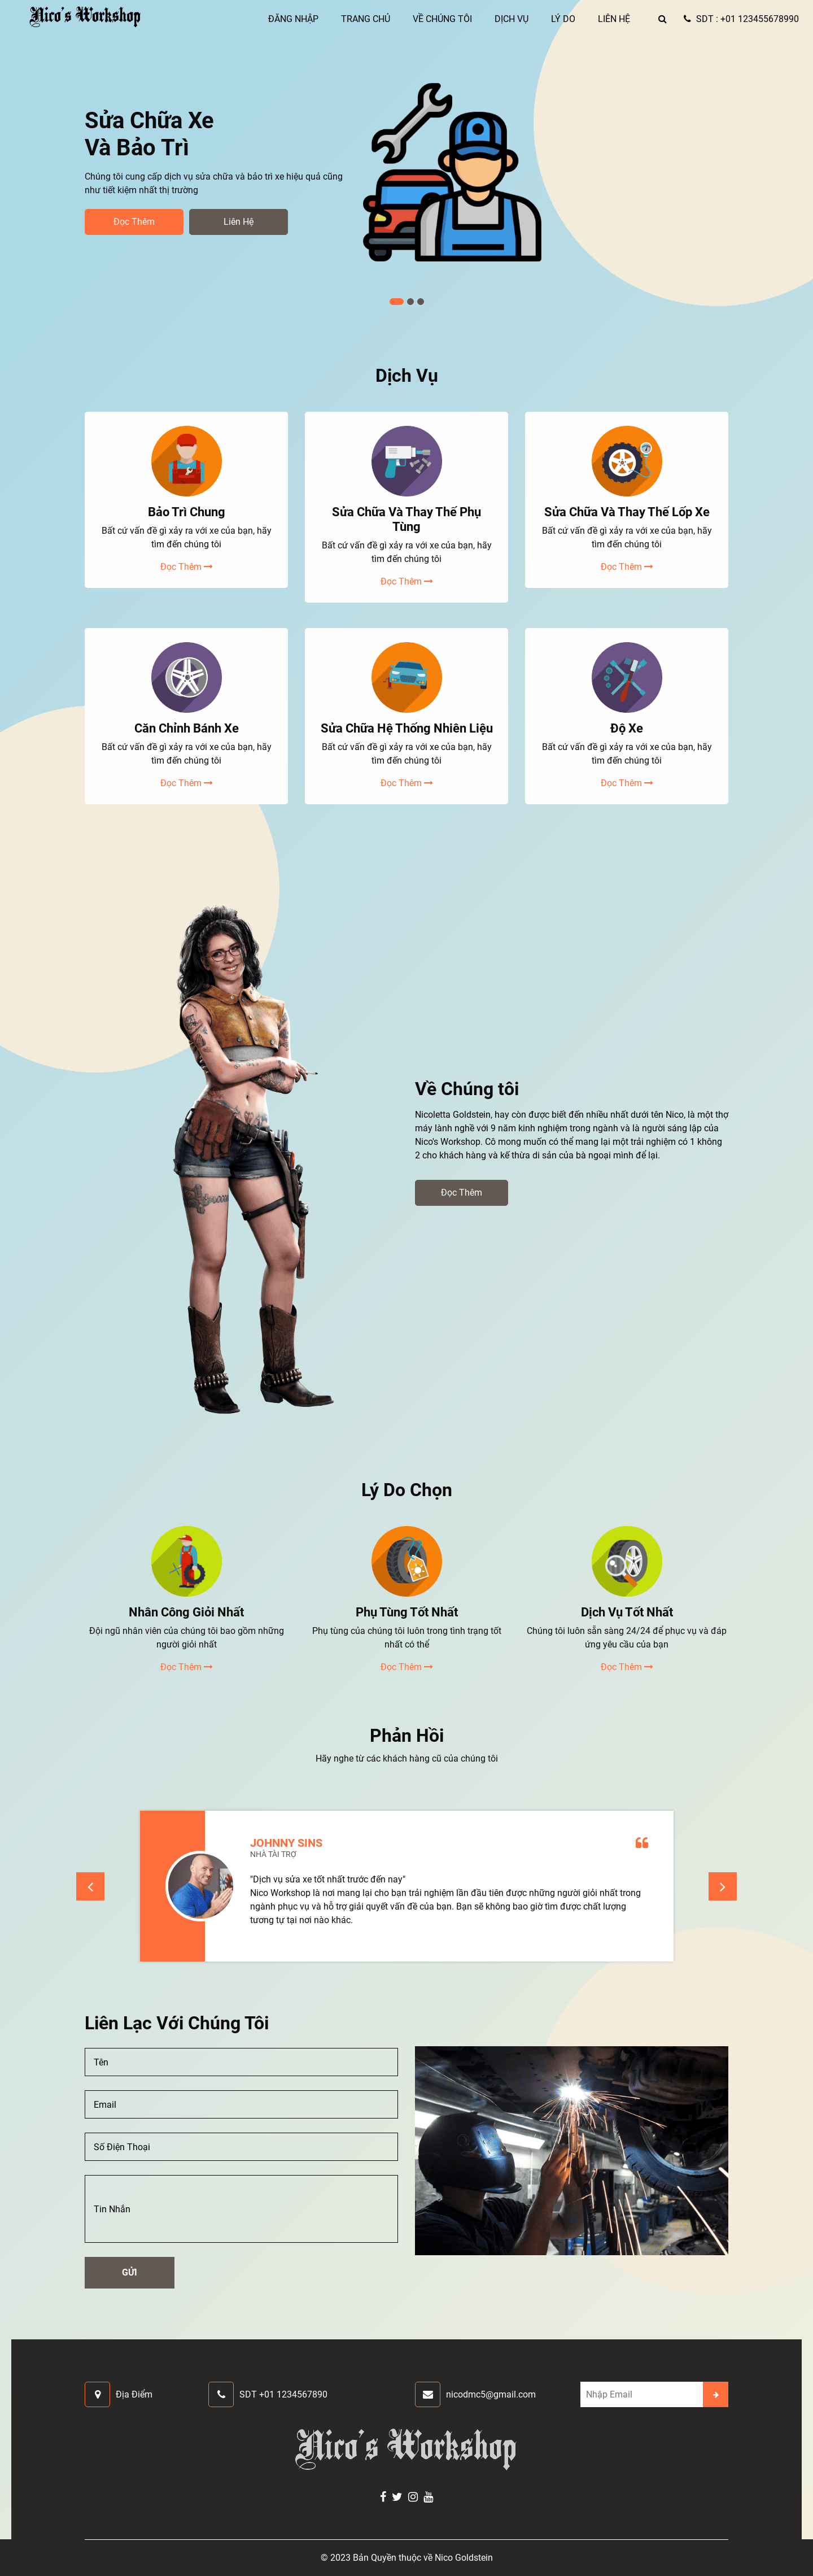 Nico's Workshop
ĐĂNG NHẬP TRANG CHỦ VỀ CHÚNG TÔI DỊCH VỤ LÝ DO LIÊN HỆ SDT : +01 123455678990
Sửa Chữa Xe
Và Bảo Trì
Chúng tôi cung cấp dịch vụ sửa chữa và bảo trì xe hiệu quả cũng
như tiết kiệm nhất thị trường
Đọc Thêm Liên Hệ
Dịch Vụ
Bảo Trì Chung
Bất cứ vấn đề gì xảy ra với xe của bạn, hãy
tìm đến chúng tôi
Đọc Thêm
Sửa Chữa Và Thay Thế Phụ
Tùng
Bất cứ vấn đề gì xảy ra với xe của bạn, hãy
tìm đến chúng tôi
Đọc Thêm
Sửa Chữa Và Thay Thế Lốp Xe
Bất cứ vấn đề gì xảy ra với xe của bạn, hãy
tìm đến chúng tôi
Đọc Thêm
Căn Chỉnh Bánh Xe
Bất cứ vấn đề gì xảy ra với xe của bạn, hãy
tìm đến chúng tôi
Đọc Thêm
Sửa Chữa Hệ Thống Nhiên Liệu
Bất cứ vấn đề gì xảy ra với xe của bạn, hãy
tìm đến chúng tôi
Đọc Thêm
Độ Xe
Bất cứ vấn đề gì xảy ra với xe của bạn, hãy
tìm đến chúng tôi
Đọc Thêm
Về Chúng tôi
Nicoletta Goldstein, hay còn được biết đến nhiều nhất dưới tên Nico, là một thợ
máy lành nghề với 9 năm kinh nghiệm trong ngành và là người sáng lập của
Nico's Workshop. Cô mong muốn có thể mang lại một trải nghiệm có 1 không
2 cho khách hàng và kế thừa di sản của bà ngoại mình để lại.
Đọc Thêm
Lý Do Chọn
Nhân Công Giỏi Nhất
Đội ngũ nhân viên của chúng tôi bao gồm những
người giỏi nhất
Đọc Thêm
Phụ Tùng Tốt Nhất
Phụ tùng của chúng tôi luôn trong tình trạng tốt
nhất có thể
Đọc Thêm
Dịch Vụ Tốt Nhất
Chúng tôi luôn sẵn sàng 24/24 để phục vụ và đáp
ứng yêu cầu của bạn
Đọc Thêm
Phản Hồi
Hãy nghe từ các khách hàng cũ của chúng tôi
JOHNNY SINS
NHÀ TÀI TRỢ
"Dịch vụ sửa xe tốt nhất trước đến nay"
Nico Workshop là nơi mang lại cho bạn trải nghiệm lần đầu tiên được những người giỏi nhất trong
ngành phục vụ và hỗ trợ giải quyết vấn đề của bạn. Bạn sẽ không bao giờ tìm được chất lượng
tương tự tại nơi nào khác.
Liên Lạc Với Chúng Tôi
Tên
Email
Số Điện Thoại
Tin Nhắn
GỬI
Địa Điểm SDT +01 1234567890 nicodmc5@gmail.com Nhập Email
Nico's Workshop
© 2023 Bản Quyền thuộc về Nico Goldstein